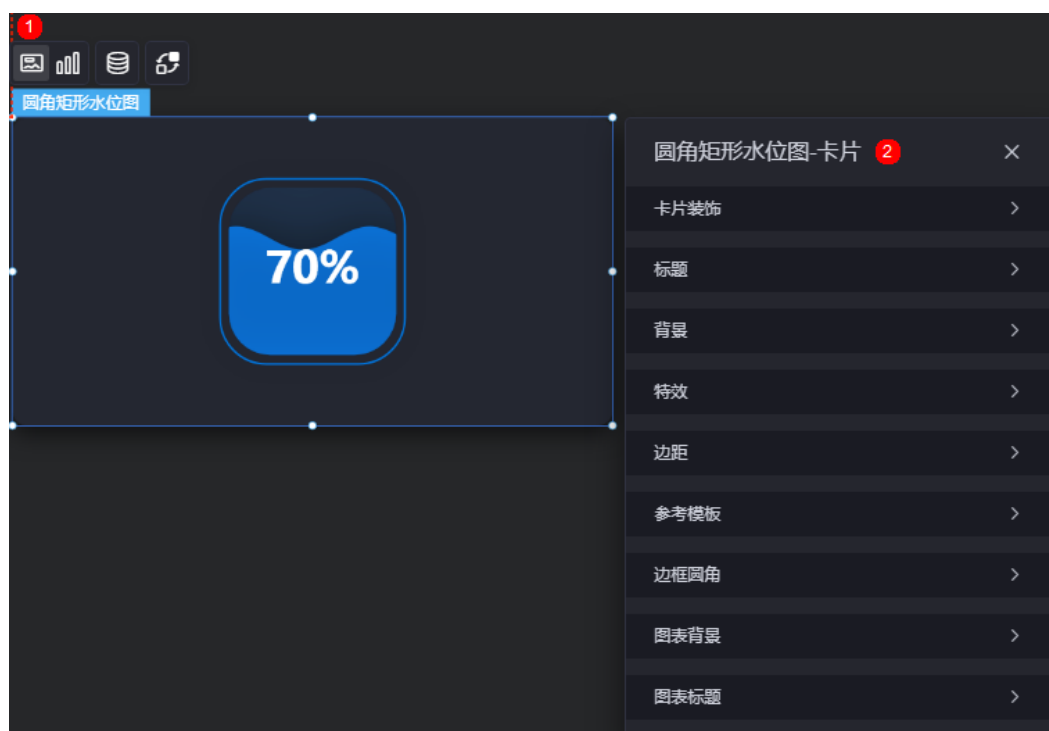 1
圆角矩形水位图
圆角矩形水位图-卡片 2
卡片装饰
标题
70%
背景
特效
边距
参考模板
边框圆角
图表背景
图表标题